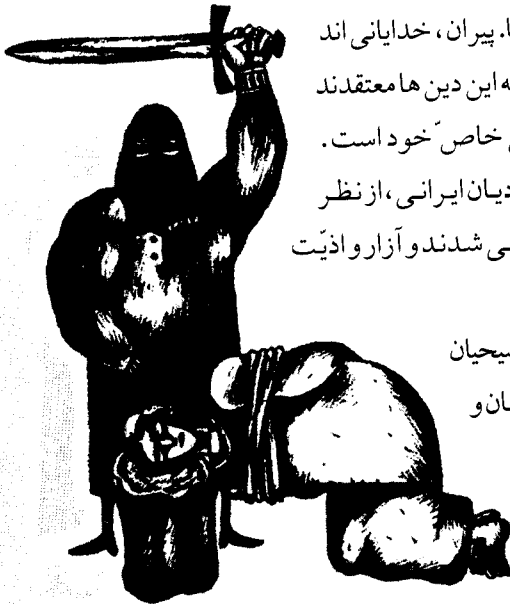 ا. پیران، خدایانی اند
ه این دین ها معتقدند
خاصّ خود است.
دیان ایرانی، از نظر
ی شدند و آزار و اذیّت
سیحیان
ان و